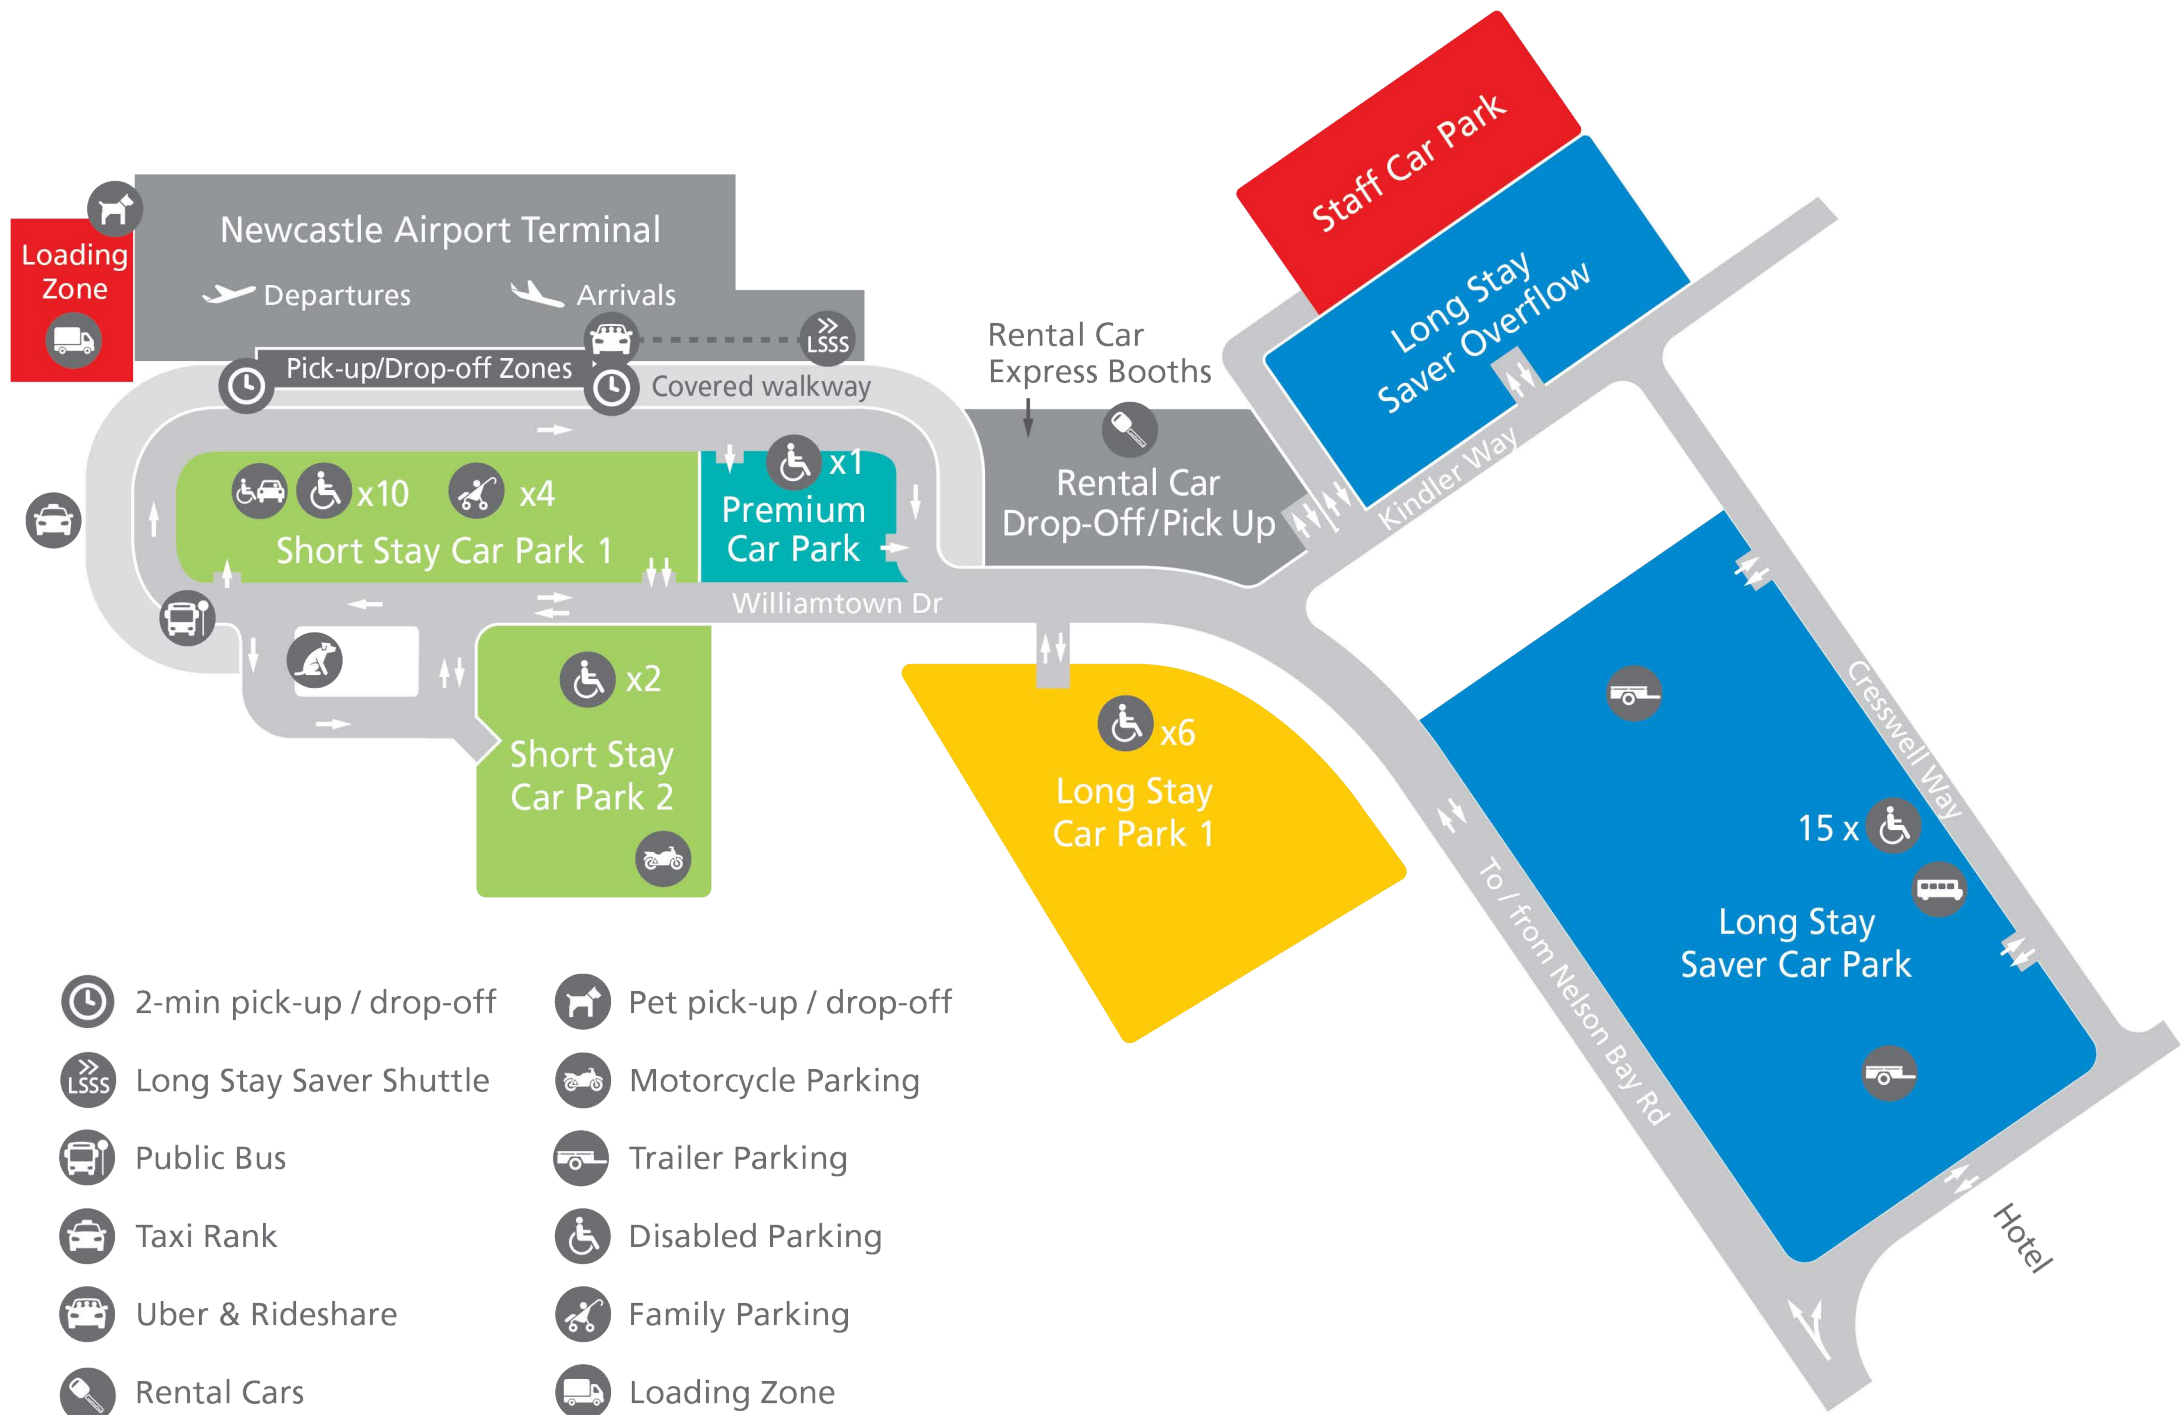 Staff Car Park
Long Stay
Saver Overflow
Newcastle Airport Terminal
Departures
Arrivals
Loading
Zone
LSSS
Pick-up/Drop-off Zones
Covered walkway
Rental Car
Express Booths
Rental Car
Drop-Off/Pick Up
Kindler Way
x10
x4
Short Stay Car Park 1
x1
Premium
Car Park
Williamtown Dr
x2
Short Stay
Car Park 2
x6
Long Stay
Car Park 1
Cresswell Way
15 x
Long Stay
Saver Car Park
To / from Nelson Bay Rd
Hotel
2-min pick-up / drop-off
LSSS
Long Stay Saver Shuttle
Public Bus
Taxi Rank
Uber & Rideshare
Rental Cars
Pet pick-up / drop-off
Motorcycle Parking
Trailer Parking
Disabled Parking
Family Parking
Loading Zone